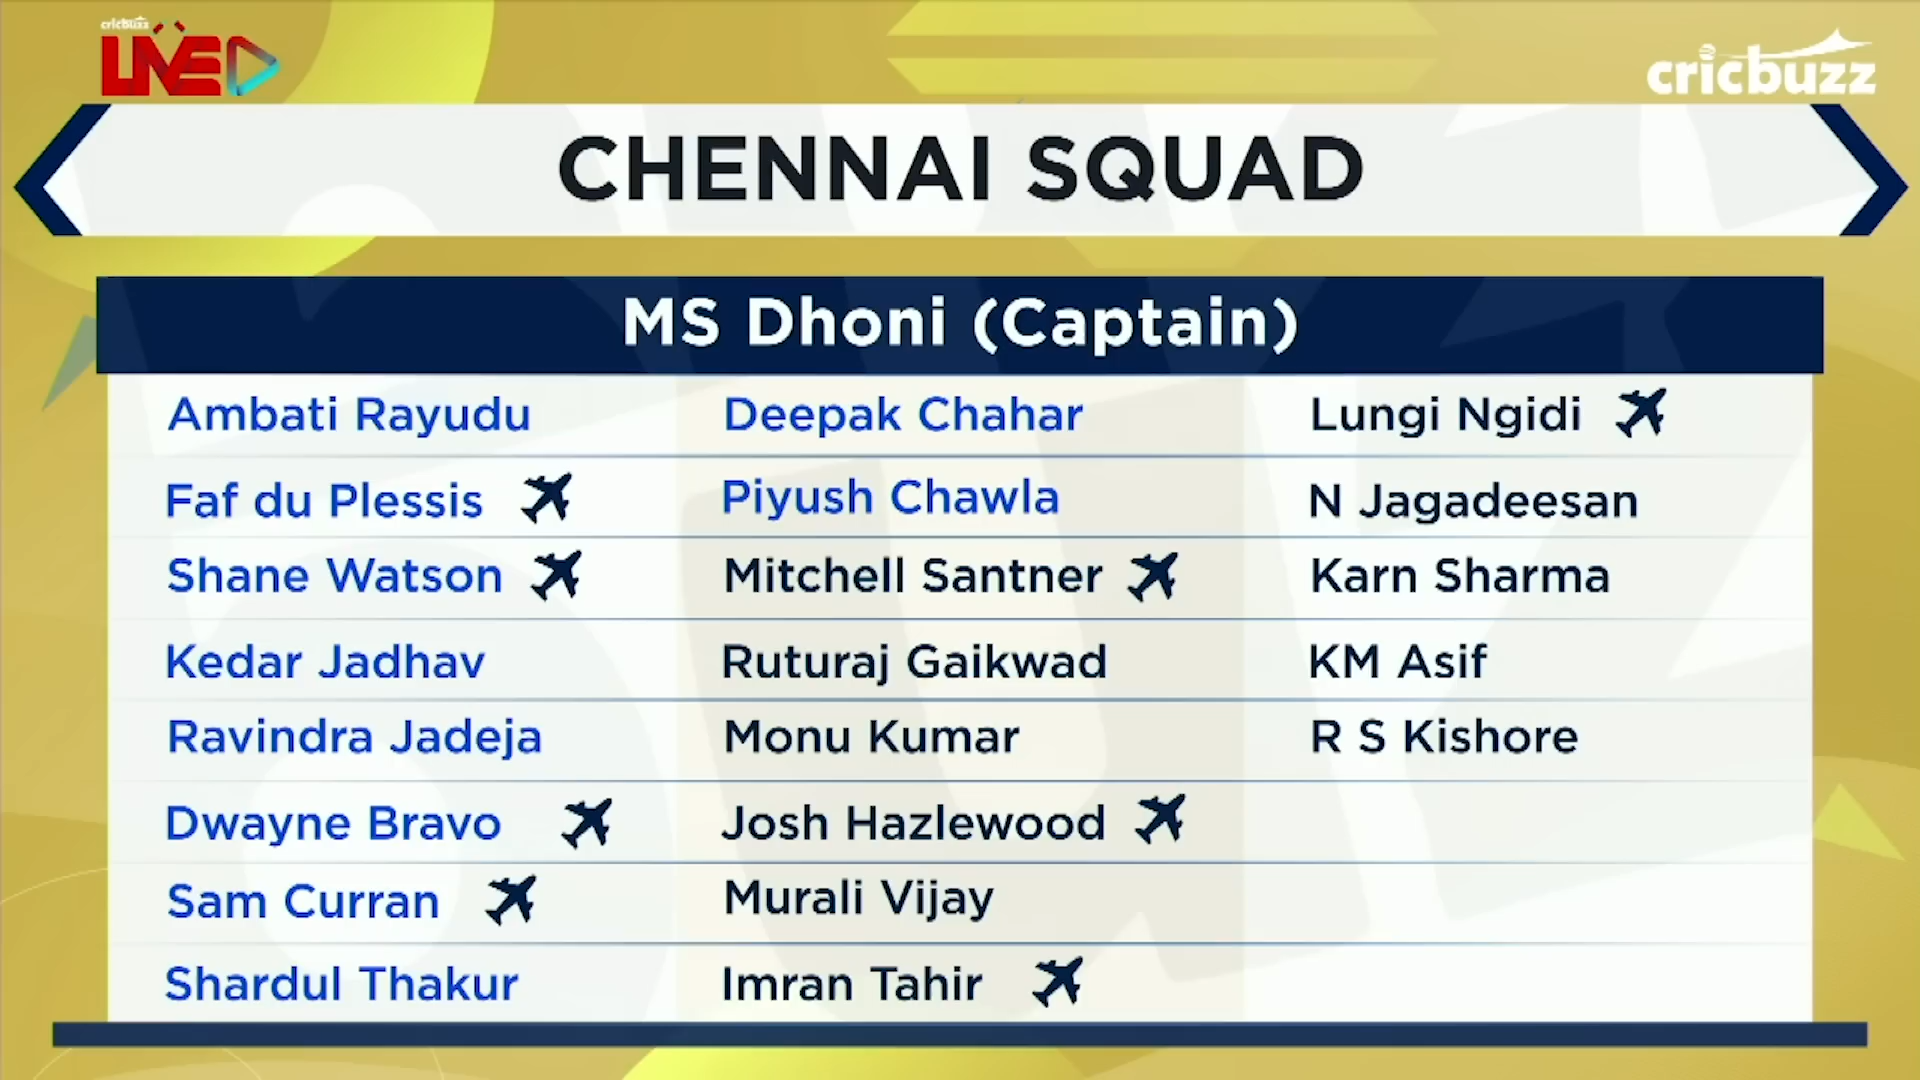 cricbuzz
LIVE
cricbuzz
CHENNAI SQUAD
MS Dhoni (Captain)
Ambati Rayudu
Deepak Chahar
Lungi Ngidi
Faf du Plessis
Piyush Chawla
N Jagadeesan
Shane Watson
Mitchell Santner
Karn Sharma
Kedar Jadhav
Ruturaj Gaikwad
KM Asif
Ravindra Jadeja
Monu Kumar
R S Kishore
Dwayne Bravo
Josh Hazlewood
Sam Curran
Murali Vijay
Shardul Thakur
Imran Tahir